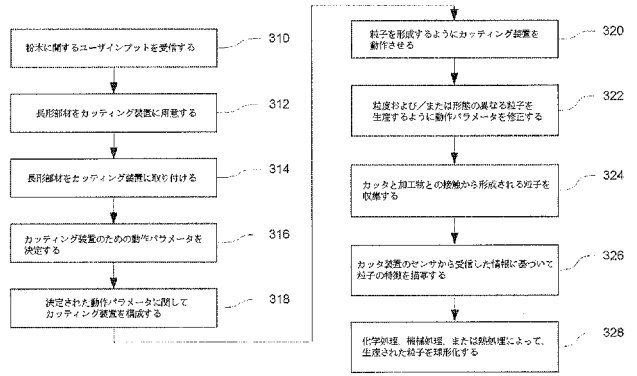 粉末に関するユーザインプットを受信する
310
長形部材をカッティング装置に用意する
312
長形部材をカッティング装置に取り付ける
314
カッティング装置のための動作パラメータを
決定する
316
決定された動作パラメータに関して
カッティング装置を構成する
318
粒子を形成するようにカッティング装置を
動作させる
320
粒度および/または形態の異なる粒子を
生産するように動作パラメータを修正する
322
カッタと加工物との接触から形成される粒子を
収集する
324
カッタ装置のセンサから受信した情報に基づいて
粒子の特徴を描写する
326
化学処理、機械処理、または熱処理によって、
生産された粒子を球形化する
328